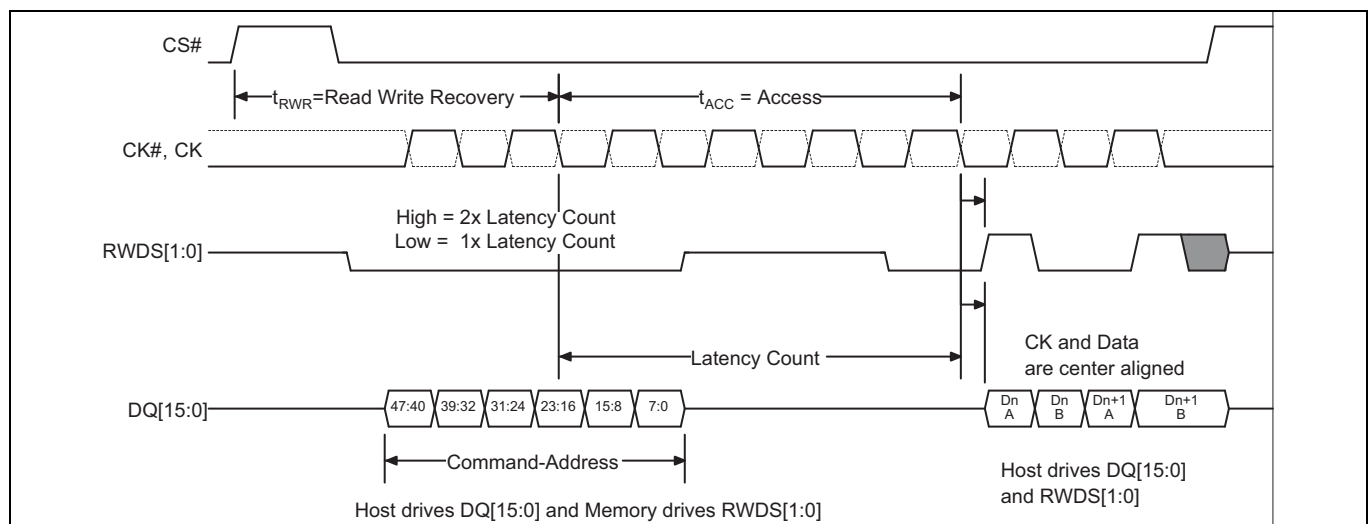 CS#
tRWR=Read Write Recovery
tACC = Access
CK#, CK
High = 2x Latency Count
Low = 1x Latency Count
RWDS[1:0]
Latency Count
CK and Data
are center aligned
DQ[15:0]
47:40 39:32 31:24 23:16 15:8 7:0
Dn Dn Dn+1 Dn+1
A B A B
Command-Address
Host drives DQ[15:0]
and RWDS[1:0]
Host drives DQ[15:0] and Memory drives RWDS[1:0]